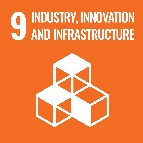 9 INDUSTRY, INNOVATION
AND INFRASTRUCTURE